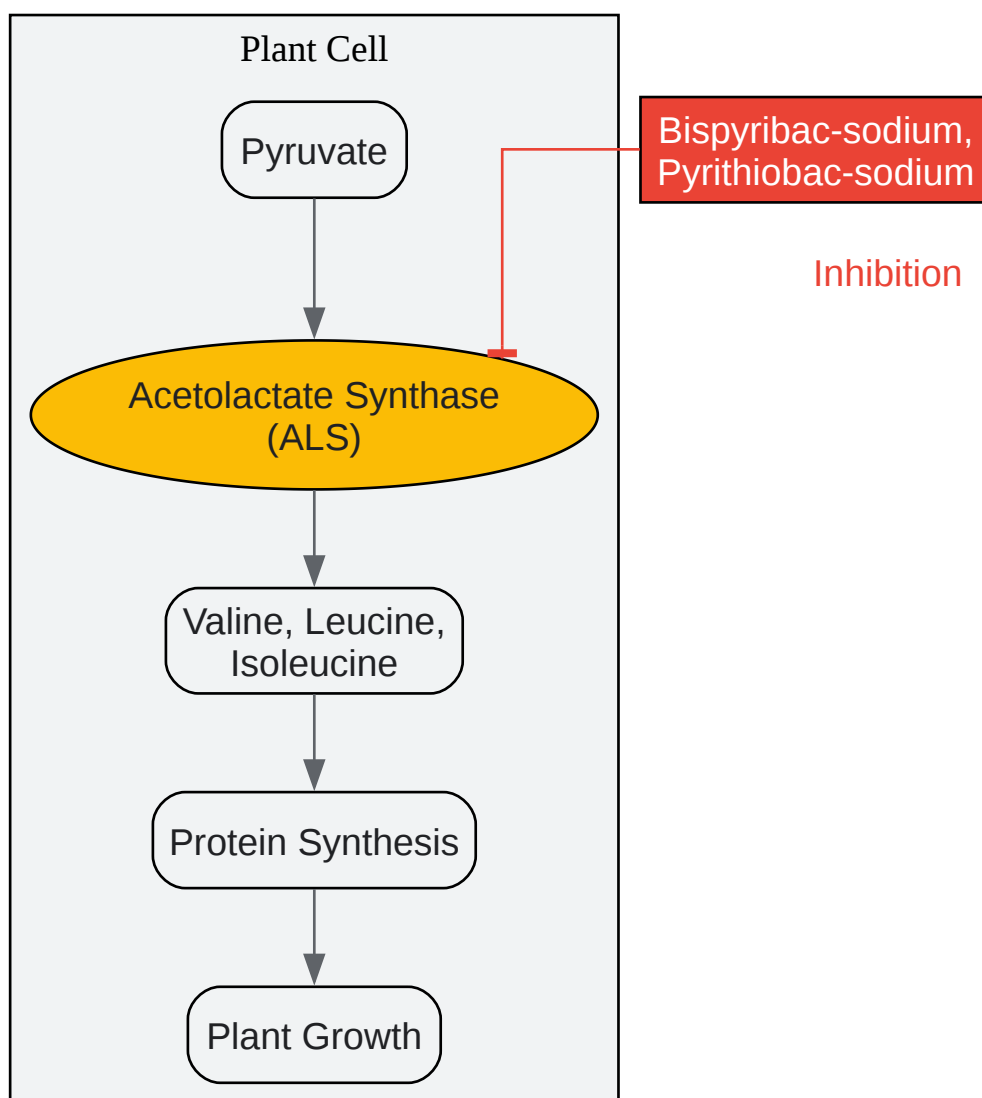 Plant Cell
Pyruvate
Bispyribac-sodium,
Pyrithiobac-sodium
Inhibition
Acetolactate Synthase
(ALS)
Valine, Leucine,
Isoleucine
Protein Synthesis
Plant Growth